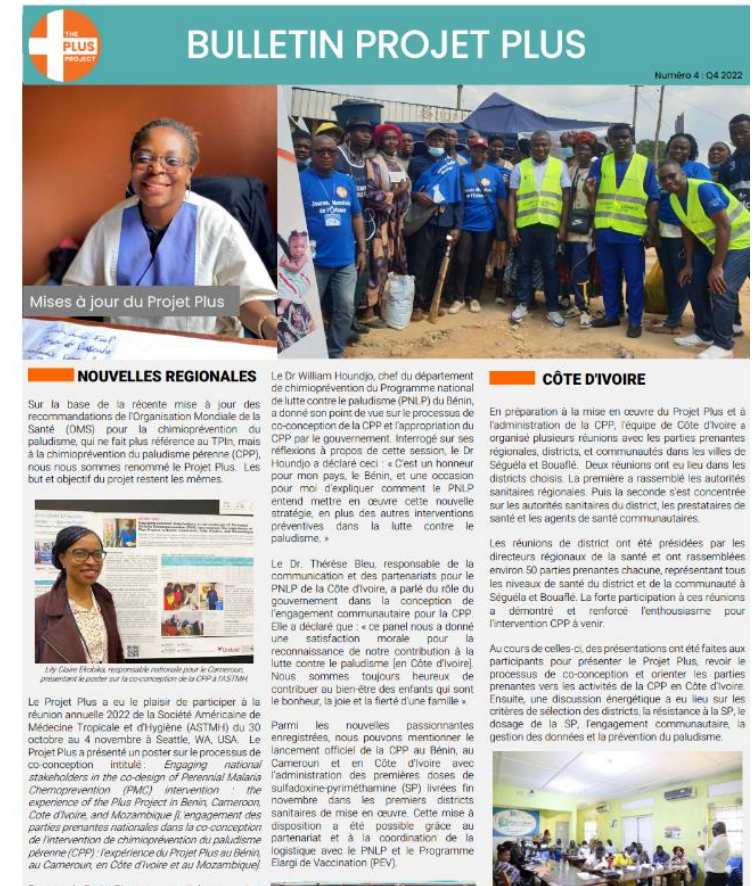 THE
PLUS
PROJECT
BULLETIN PROJET PLUS
Numéro 4 : Q4 2022
Mises à jour du Projet Plus
NOUVELLES REGIONALES
Sur la base de la récente mise à jour des
recommandations de l'Organisation Mondiale de la
Santé (OMS) pour la chimioprévention du
paludisme, qui ne fait plus référence au TPIn, mais
à la chimioprévention du paludisme pérenne (CPP),
nous nous sommes renommé le Projet Plus. Les
but et objectif du projet restent les mêmes.
Lily Claire Ekobika, responsable nationale pour le Cameroun,
présentant le poster sur la co-conception de la CPP à l'ASTMH
Le Projet Plus a eu le plaisir de participer à la
réunion annuelle 2022 de la Société Américaine de
Médecine Tropicale et d'Hygiène (ASTMH) du 30
octobre au 4 novembre à Seattle, WA, USA. Le
Projet Plus a présenté un poster sur le processus de
co-conception intitulé : Engaging national
stakeholders in the co-design of Perennial Malaria
Chemoprevention (PMC) intervention : the
experience of the Plus Project in Benin, Cameroon,
Cote d'Ivoire, and Mozambique [L'engagement des
parties prenantes nationales dans la co-conception
de l'intervention de chimioprévention du paludisme
pérenne (CPP) : l'expérience du Projet Plus au Bénin,
au Cameroun, en Côte d'Ivoire et au Mozambique].
Le Dr William Houndjo, chef du département
de chimioprévention du Programme national
de lutte contre le paludisme (PNLP) du Bénin,
a donné son point de vue sur le processus de
co-conception de la CPP et l'appropriation du
CPP par le gouvernement. Interrogé sur ses
réflexions à propos de cette session, le Dr
Houndjo a déclaré ceci : « C'est un honneur
pour mon pays, le Bénin, et une occasion
pour moi d'expliquer comment le PNLP
entend mettre en œuvre cette nouvelle
stratégie, en plus des autres interventions
préventives dans la lutte contre le
paludisme. »
Le Dr. Thérèse Bleu, responsable de la
communication et des partenariats pour le
PNLP de la Côte d'Ivoire, a parlé du rôle du
gouvernement dans la conception de
l'engagement communautaire pour la CPP.
Elle a déclaré que : « ce panel nous a donné
une satisfaction morale pour la
reconnaissance de notre contribution à la
lutte contre le paludisme [en Côte d'Ivoire].
Nous sommes toujours heureux de
contribuer au bien-être des enfants qui sont
le bonheur, la joie et la fierté d'une famille ».
Parmi les nouvelles passionnantes
enregistrées, nous pouvons mentionner le
lancement officiel de la CPP au Bénin, au
Cameroun et en Côte d'Ivoire avec
l'administration des premières doses de
sulfadoxine-pyriméthamine (SP) livrées fin
novembre dans les premiers districts
sanitaires de mise en œuvre. Cette mise à
disposition a été possible grâce au
partenariat et à la coordination de la
logistique avec le PNLP et le Programme
Elargi de Vaccination (PEV).
CÔTE D'IVOIRE
En préparation à la mise en œuvre du Projet Plus et à
l'administration de la CPP, l'équipe de Côte d'Ivoire a
organisé plusieurs réunions avec les parties prenantes
régionales, districts, et communautés dans les villes de
Séguéla et Bouaflé. Deux réunions ont eu lieu dans les
districts choisis. La première a rassemblé les autorités
sanitaires régionales. Puis la seconde s'est concentrée
sur les autorités sanitaires du district, les prestataires de
santé et les agents de santé communautaires.
Les réunions de district ont été présidées par les
directeurs régionaux de la santé et ont rassemblées
environ 50 parties prenantes chacune, représentant tous
les niveaux de santé du district et de la communauté à
Séguéla et Bouaflé. La forte participation à ces réunions
a démontré et renforcé l'enthousiasme pour
l'intervention CPP à venir.
Au cours de celles-ci, des présentations ont été faites aux
participants pour présenter le Projet Plus, revoir le
processus de co-conception et orienter les parties
prenantes vers les activités de la CPP en Côte d'Ivoire.
Ensuite, une discussion énergétique a eu lieu sur les
critères de sélection des districts, la résistance à la SP, le
dosage de la SP, l'engagement communautaire, la
gestion des données et la prévention du paludisme.